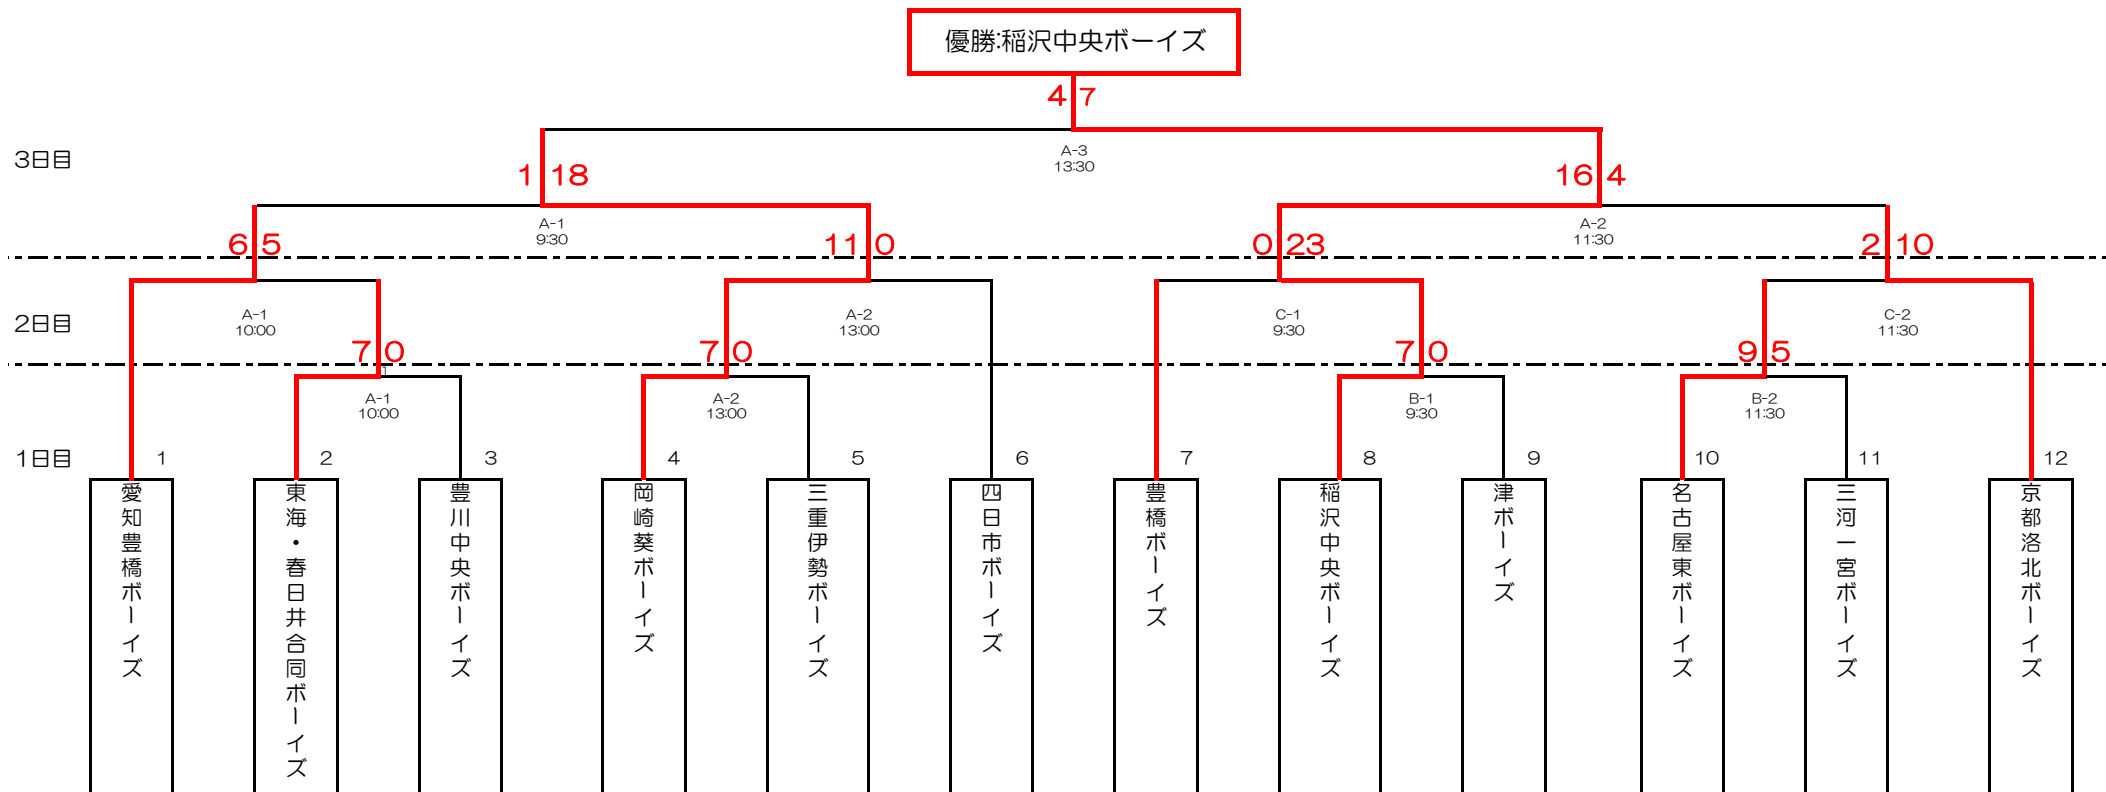 優勝:稲沢中央ボーイズ
4 7
3日目
A-3
13:30
1 18
16 4
A-1
9:30
A-2
11:30
6 5
11 0
0 23
2 10
2日目
A-1
10:00
A-2
13:00
C-1
9:30
C-2
11:30
7 0
7 0
7 0
9 5
A-1
10:00
A-2
13:00
B-1
9:30
B-2
11:30
1日目
1
2
3
4
5
6
7
8
9
10
11
12
愛知豊橋ボーイズ
東海・春日井合同ボーイズ
豊川中央ボーイズ
岡崎葵ボーイズ
三重伊勢ボーイズ
四日市ボーイズ
豊橋ボーイズ
稲沢中央ボーイズ
津ボーイズ
名古屋東ボーイズ
三河一宮ボーイズ
京都洛北ボーイズ